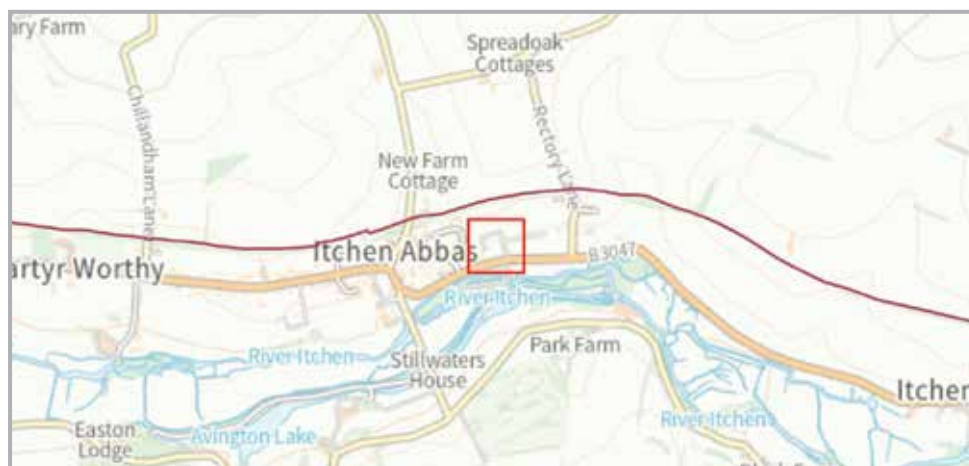 ary Farm
Spreadoak
Cottages
Chillandham Lane
Rectory Lane
New Farm
Cottage
Itchen Abbas
B3047
artyr Worthy
River Itchen
River Itchen
Park Farm
Stillwaters
House
Itchen
River Itchen
Easton
Lodge
Avington Lake